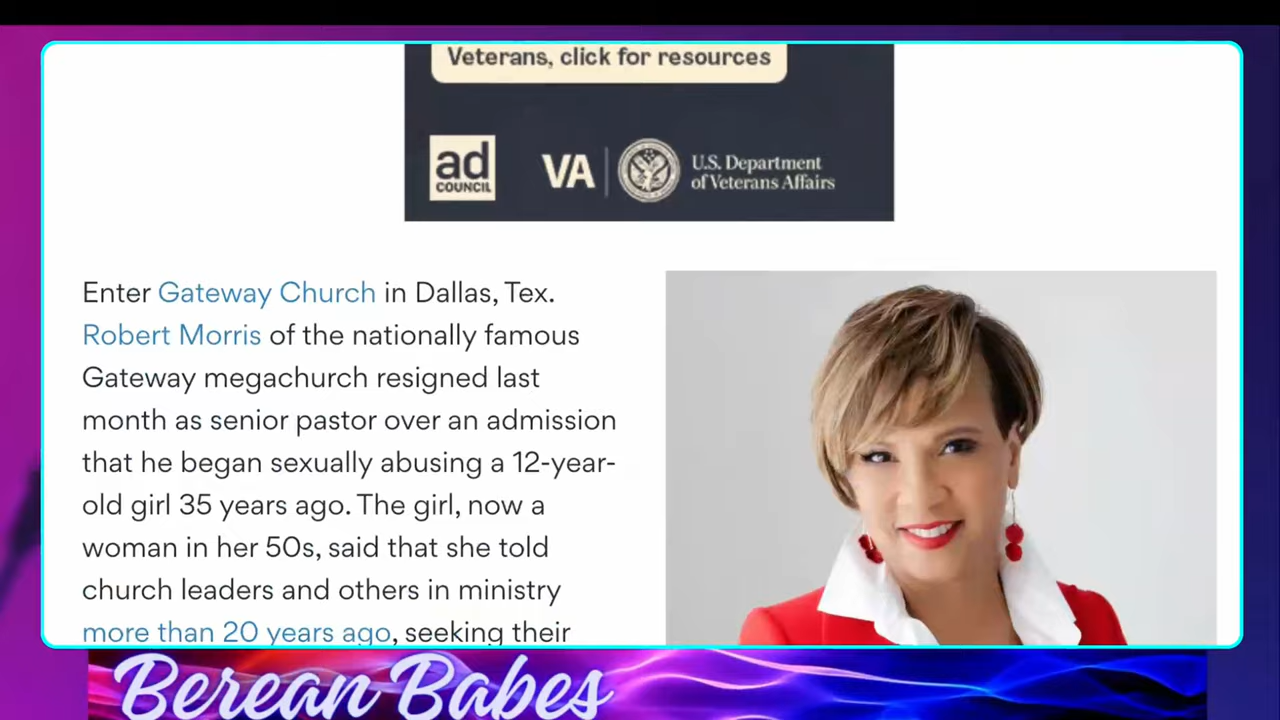 Veterans, click for resources
ad
COUNCIL
VA
U.S. Department
of Veterans Affairs
Enter Gateway Church in Dallas, Tex.
Robert Morris of the nationally famous
Gateway megachurch resigned last
month as senior pastor over an admission
that he began sexually abusing a 12-year-
old girl 35 years ago. The girl, now a
woman in her 50s, said that she told
church leaders and others in ministry
more than 20 years ago, seeking their
Berean Babes